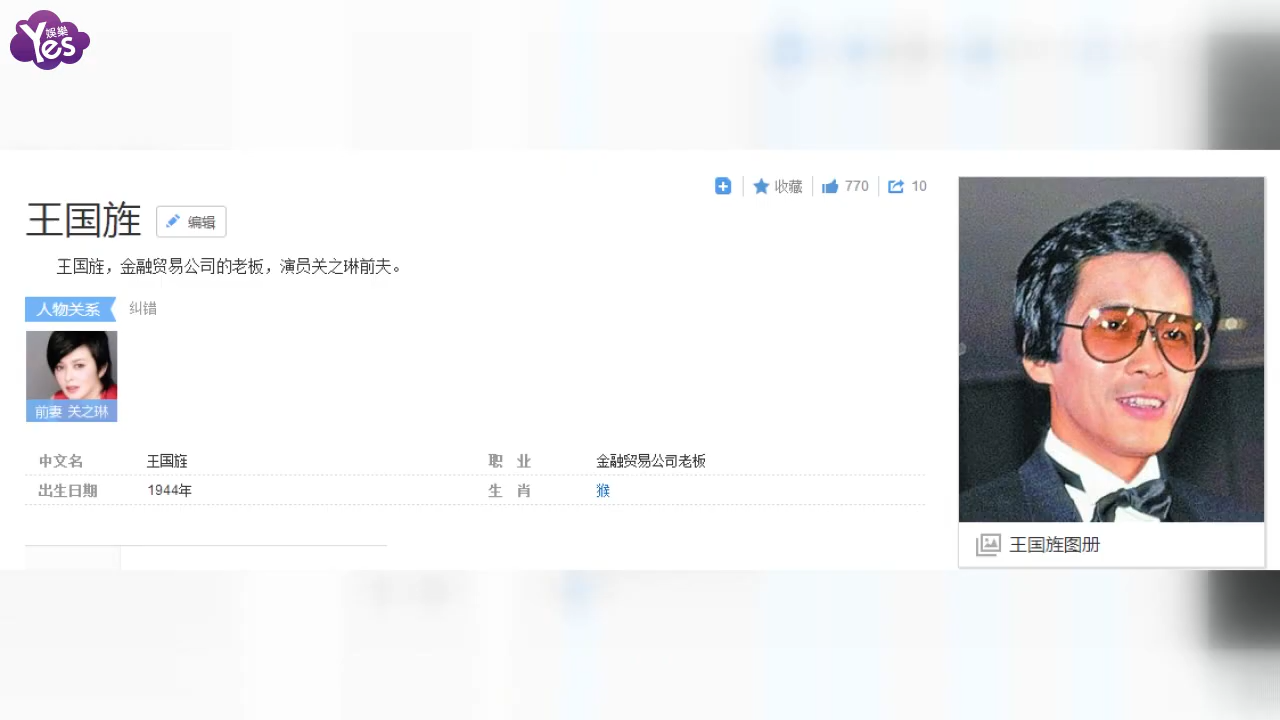 娛樂
Yes
收藏
770
10
王国旌 编辑
王国旌，金融贸易公司的老板，演员关之琳前夫。
人物关系 纠错
前妻 关之琳
中文名 王国旌 职 业 金融贸易公司老板
出生日期 1944年 生 肖 猴
王国旌图册